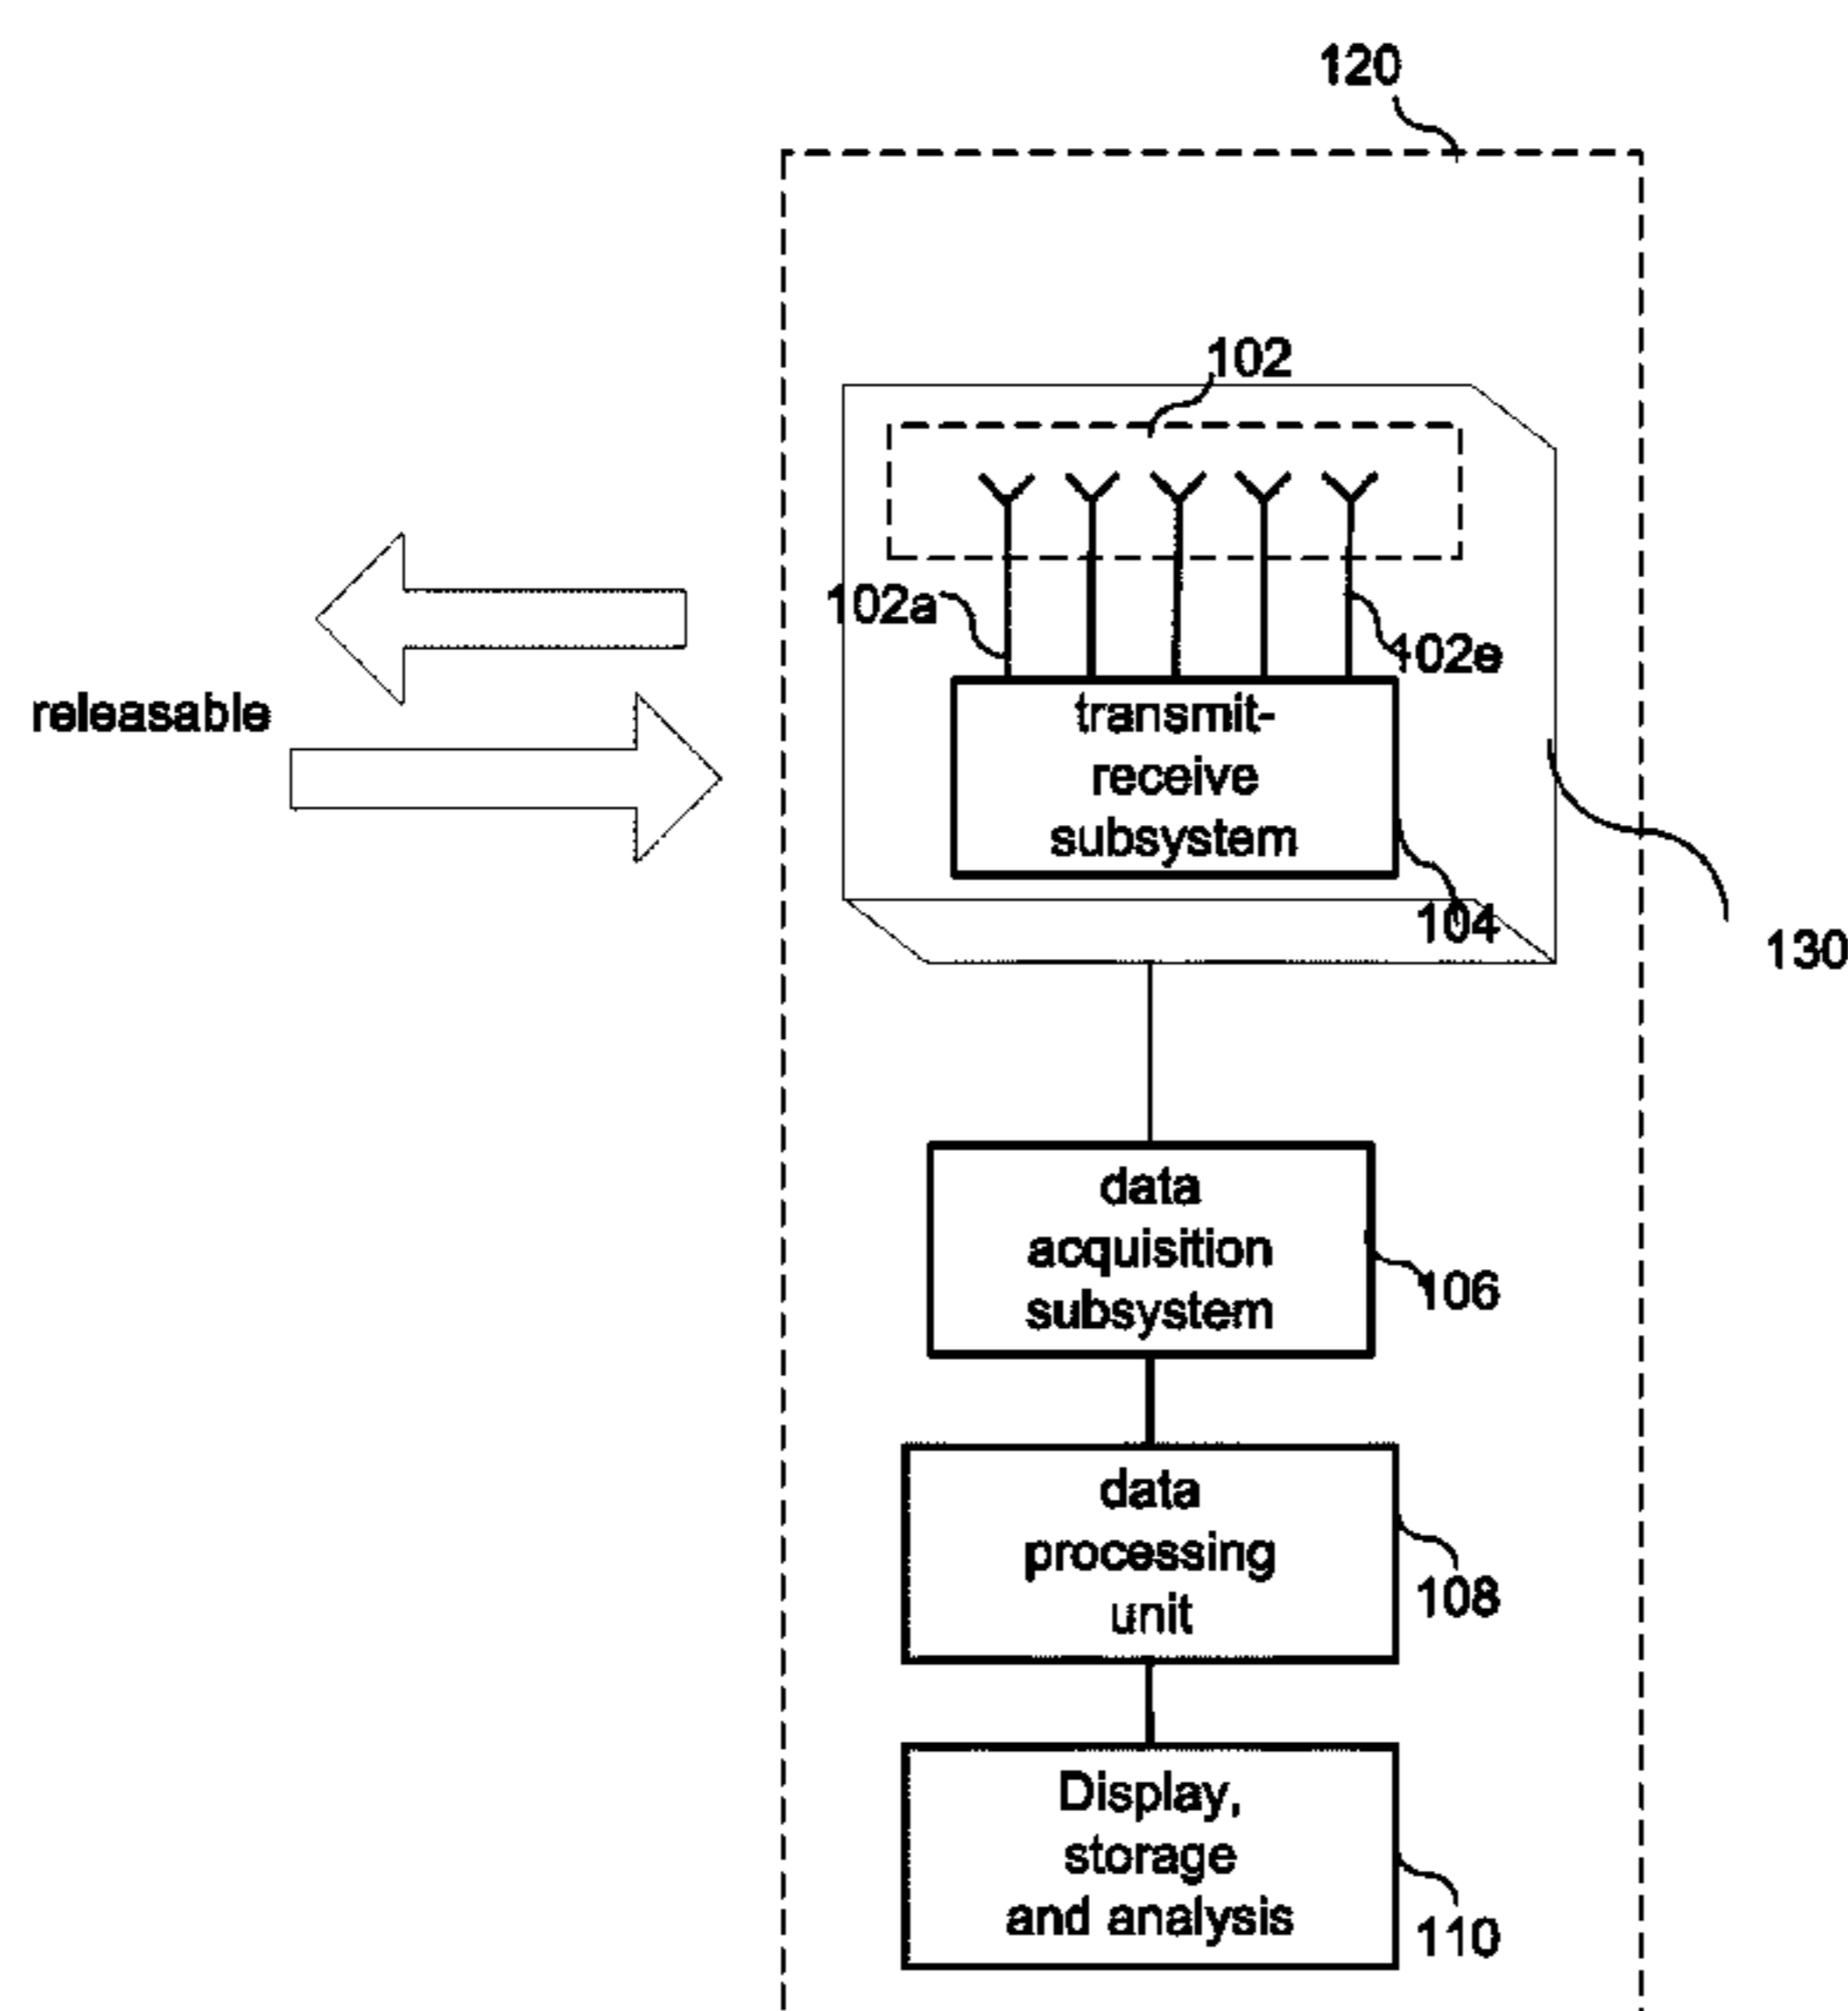 120
102
102a
102e
releasable
transmit-
receive
subsystem
104
130
data
acquisition
subsystem
106
data
processing
unit
108
Display,
storage
and analysis
110